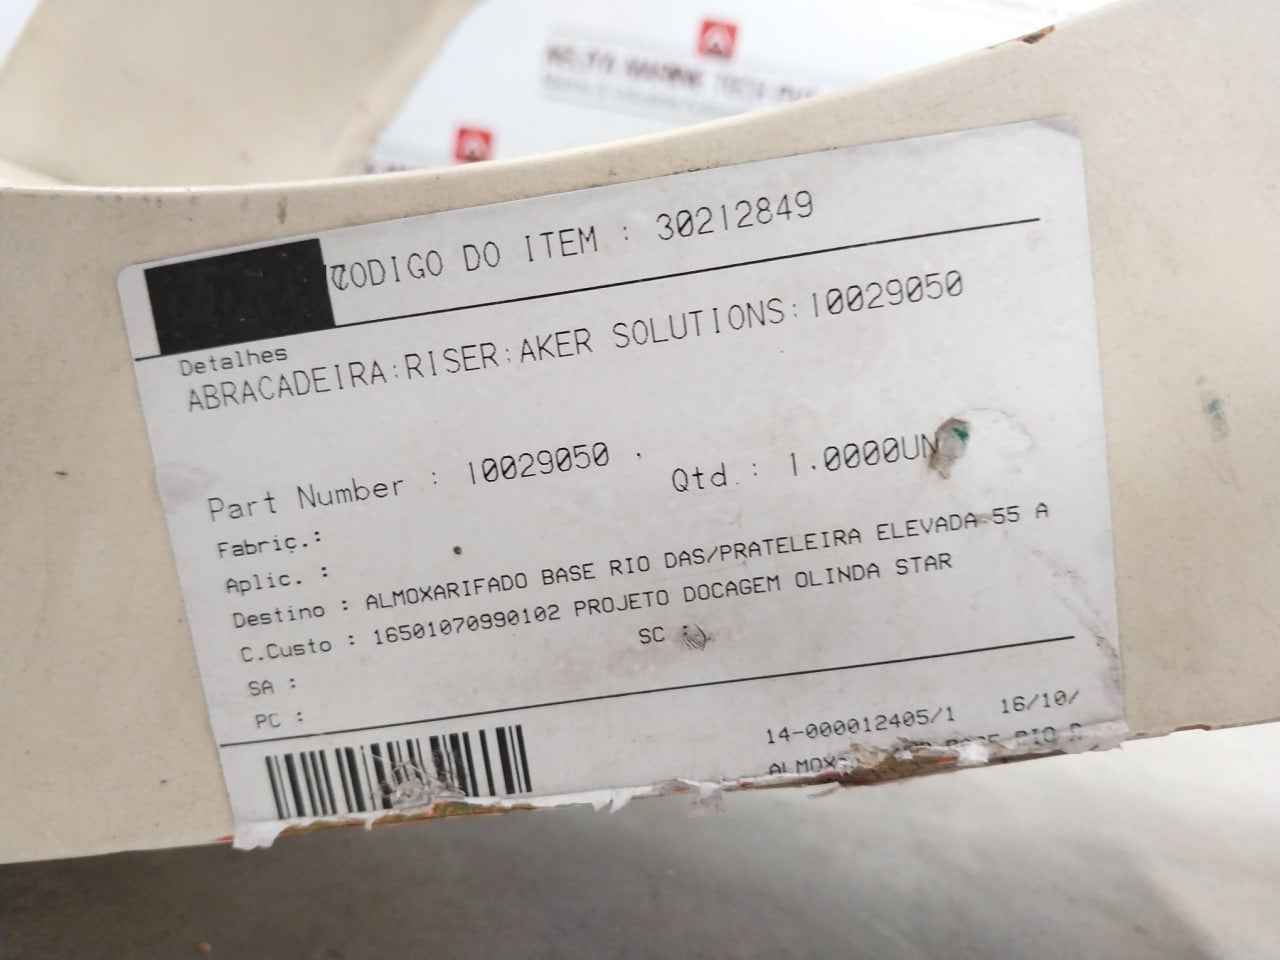 CODIGO DO ITEM : 30212849
Detalhes
ABRACADEIRA:RISER:AKER SOLUTIONS:10029050
Part Number : 10029050 .
Qtd. : 1.0000UN
Fabric.:
Aplic. :
Destino : ALMOXARIFADO BASE RIO DAS/PRATELEIRA ELEVADA-55 A
C.Custo : 16501070990102 PROJETO DOCAGEM OLINDA STAR
SA :
SC :
PC :
14-000012405/1 16/10/